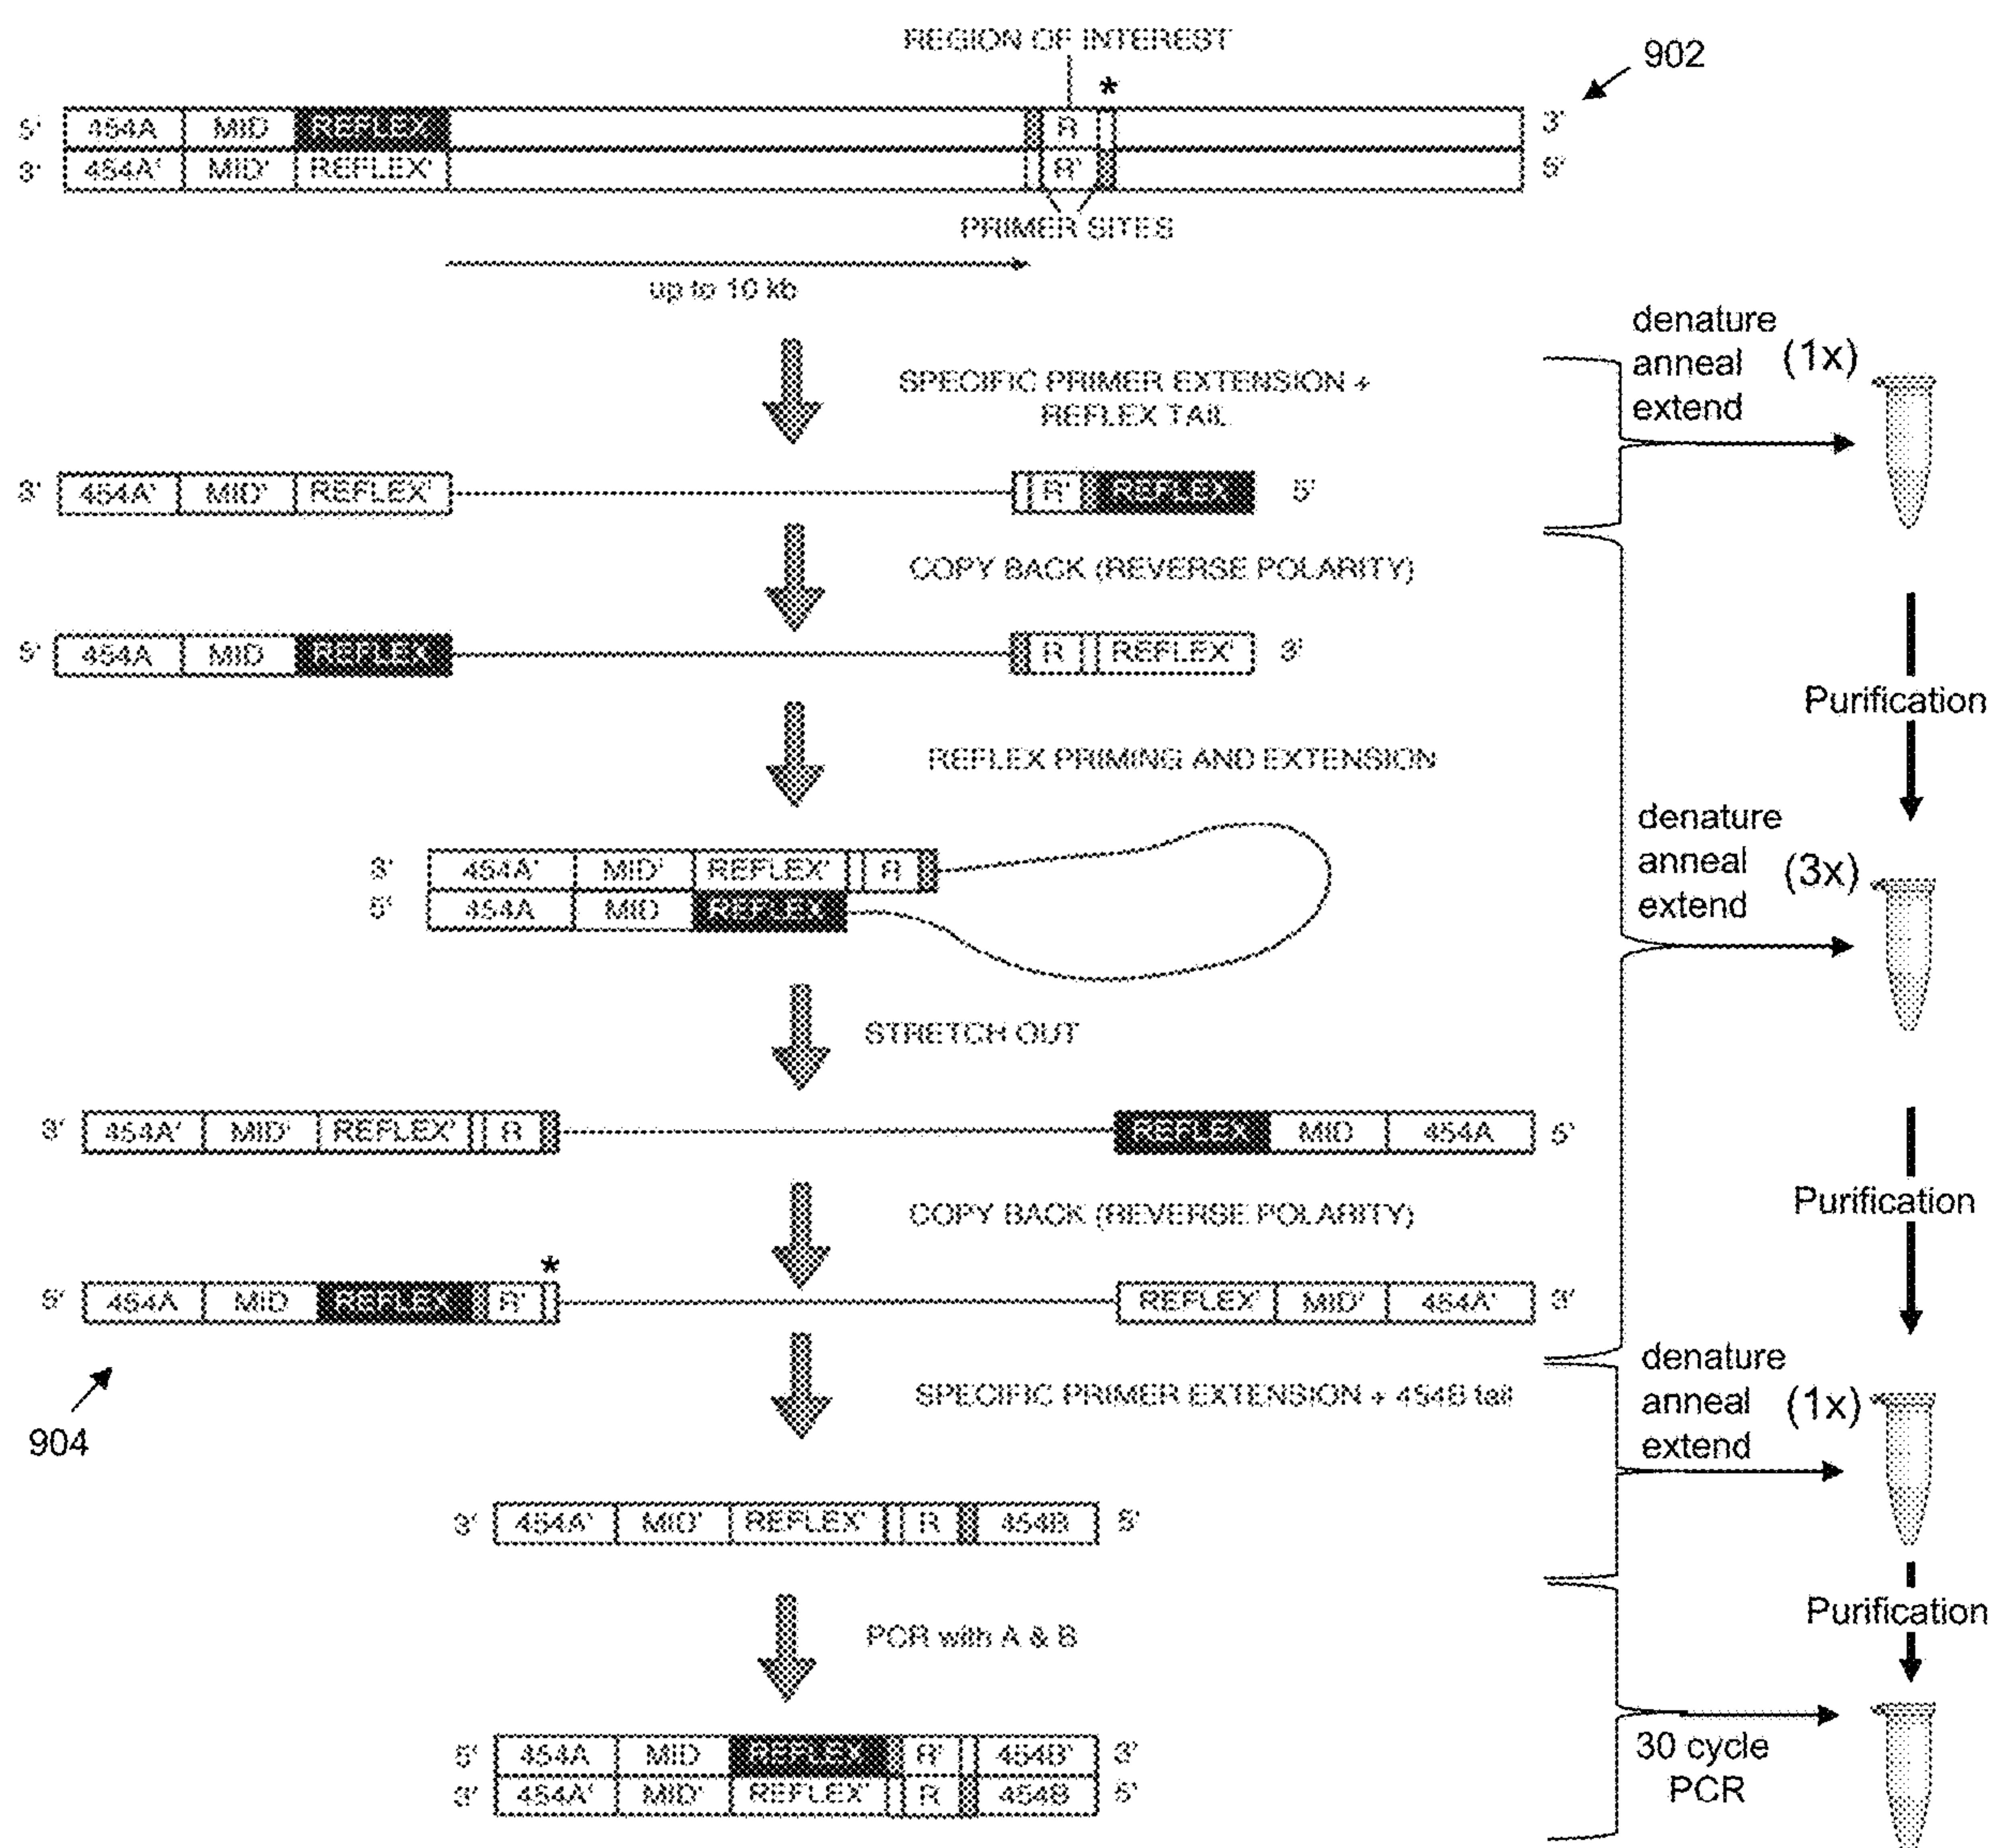 REGION OF INTEREST
902
*
5' 454A MID REFLEX R 3'
3' 454A' MID' REFLEX' R' 5'
PRIMER SITES
up to 10 kb
SPECIFIC PRIMER EXTENSION +
REFLEX TAIL
denature
anneal (1x)
extend
3' 454A' MID' REFLEX' R' REFLEX 5'
COPY BACK (REVERSE POLARITY)
5' 454A MID REFLEX R REFLEX' 3'
Purification
REFLEX PRIMING AND EXTENSION
denature
anneal (3x)
extend
3' 454A' MID' REFLEX' R
5' 454A MID REFLEX
STRETCH OUT
3' 454A' MID' REFLEX' R REFLEX MID 454A 5'
Purification
COPY BACK (REVERSE POLARITY)
*
5' 454A MID REFLEX R' REFLEX' MID' 454A' 3'
904
SPECIFIC PRIMER EXTENSION + 454B tail
denature
anneal (1x)
extend
3' 454A' MID' REFLEX' R 454B 5'
Purification
PCR with A & B
5' 454A MID REFLEX R' 454B' 3'
3' 454A' MID' REFLEX' R 454B 5'
30 cycle
PCR